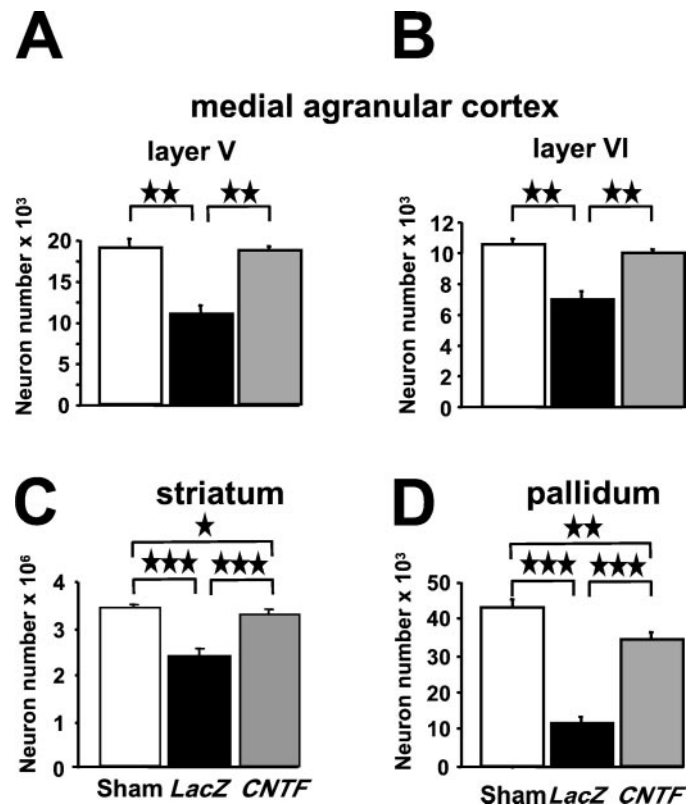 A
B
medial agranular cortex
layer V
layer VI
★★ ★★
★★ ★★
Neuron number x 10³
20
15
10
5
0
Neuron number x 10³
12
10
8
6
4
2
0
C
striatum
★
★★★ ★★★
Neuron number x 10⁶
4
3
2
1
0
Sham LacZ CNTF
D
pallidum
★★
★★★ ★★★
Neuron number x 10³
50
40
30
20
10
0
Sham LacZ CNTF